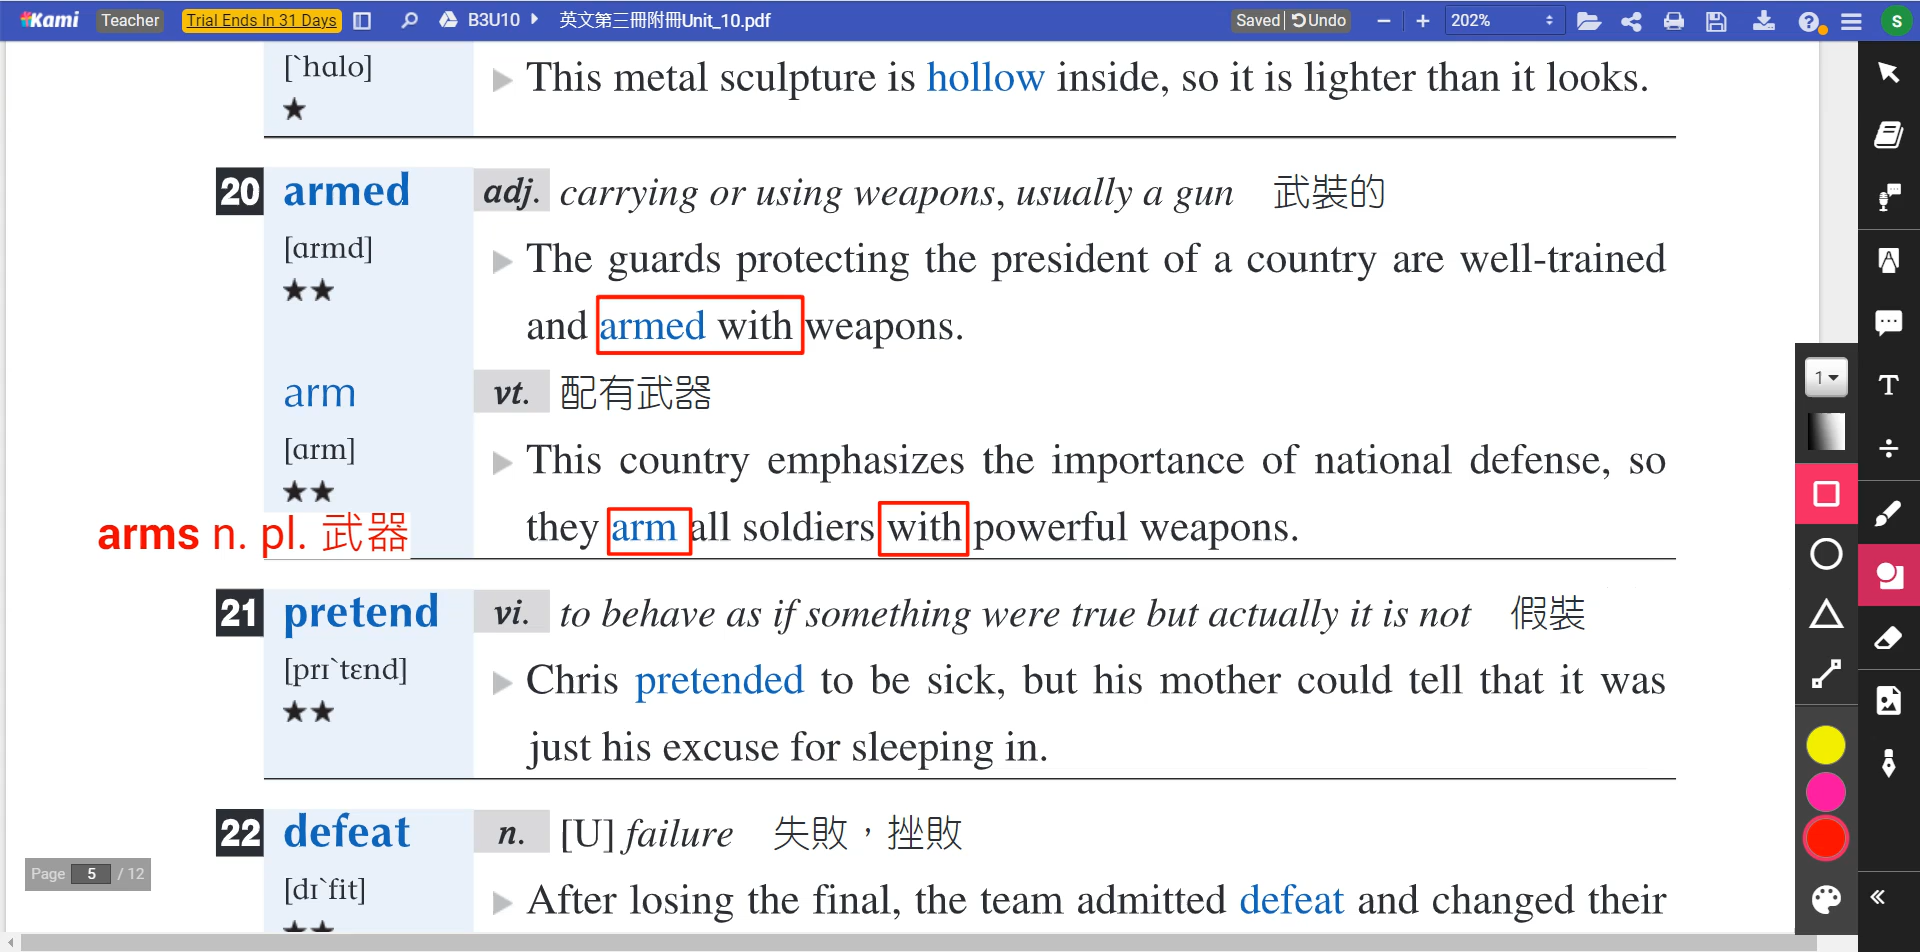 Kami Teacher Trial Ends In 31 Days B3U10 英文第三冊附冊Unit_10.pdf Saved Undo 202% S
[ˋhɑlo]
★
This metal sculpture is hollow inside, so it is lighter than it looks.
20 armed adj. carrying or using weapons, usually a gun 武裝的
[ɑrmd]
★★
The guards protecting the president of a country are well-trained
and armed with weapons.
arm vt. 配有武器
[ɑrm]
★★
This country emphasizes the importance of national defense, so
they arm all soldiers with powerful weapons.
arms n. pl. 武器
21 pretend vi. to behave as if something were true but actually it is not 假裝
[prɪˋtɛnd]
★★
Chris pretended to be sick, but his mother could tell that it was
just his excuse for sleeping in.
22 defeat n. [U] failure 失敗，挫敗
[dɪˋfit]
★★
After losing the final, the team admitted defeat and changed their
Page 5 / 12
1
T